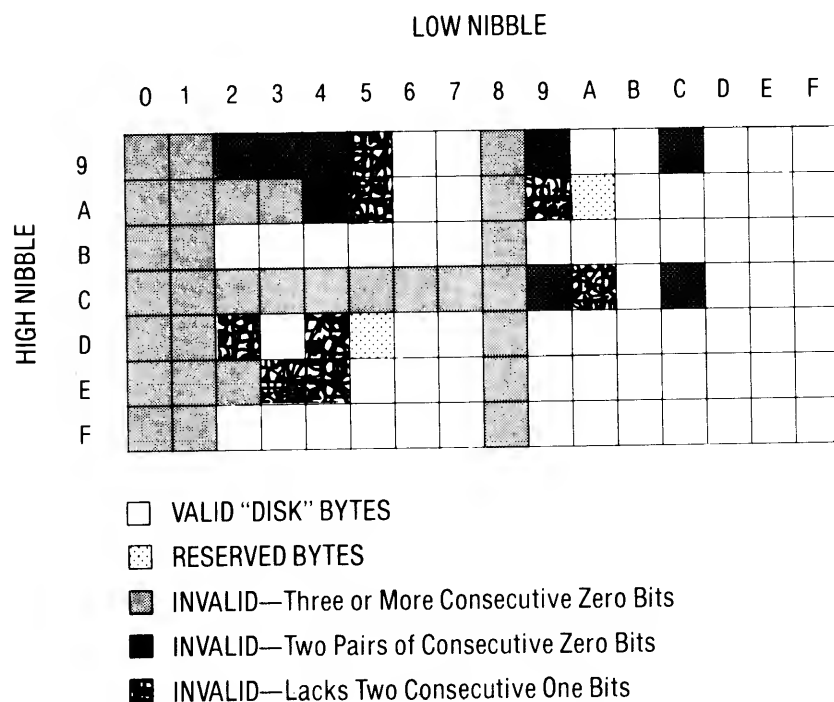 LOW NIBBLE
0 1 2 3 4 5 6 7 8 9 A B C D E F
HIGH NIBBLE
9
A
B
C
D
E
F
VALID “DISK” BYTES
RESERVED BYTES
INVALID—Three or More Consecutive Zero Bits
INVALID—Two Pairs of Consecutive Zero Bits
INVALID—Lacks Two Consecutive One Bits